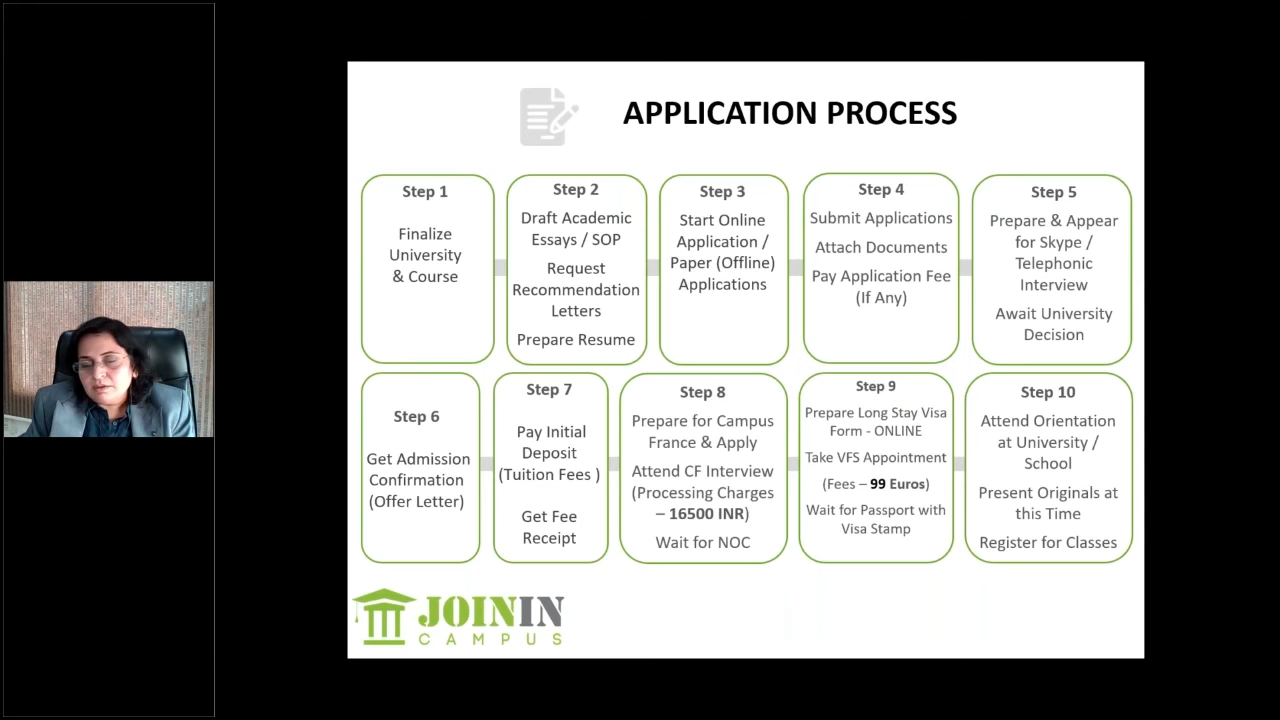 APPLICATION PROCESS
Step 1
Finalize
University
& Course
Step 2
Draft Academic
Essays / SOP
Request
Recommendation
Letters
Prepare Resume
Step 3
Start Online
Application /
Paper (Offline)
Applications
Step 4
Submit Applications
Attach Documents
Pay Application Fee
(If Any)
Step 5
Prepare & Appear
for Skype /
Telephonic
Interview
Await University
Decision
Step 6
Get Admission
Confirmation
(Offer Letter)
Step 7
Pay Initial
Deposit
(Tuition Fees )
Get Fee
Receipt
Step 8
Prepare for Campus
France & Apply
Attend CF Interview
(Processing Charges
– 16500 INR)
Wait for NOC
Step 9
Prepare Long Stay Visa
Form - ONLINE
Take VFS Appointment
(Fees – 99 Euros)
Wait for Passport with
Visa Stamp
Step 10
Attend Orientation
at University /
School
Present Originals at
this Time
Register for Classes
JOININ
CAMPUS